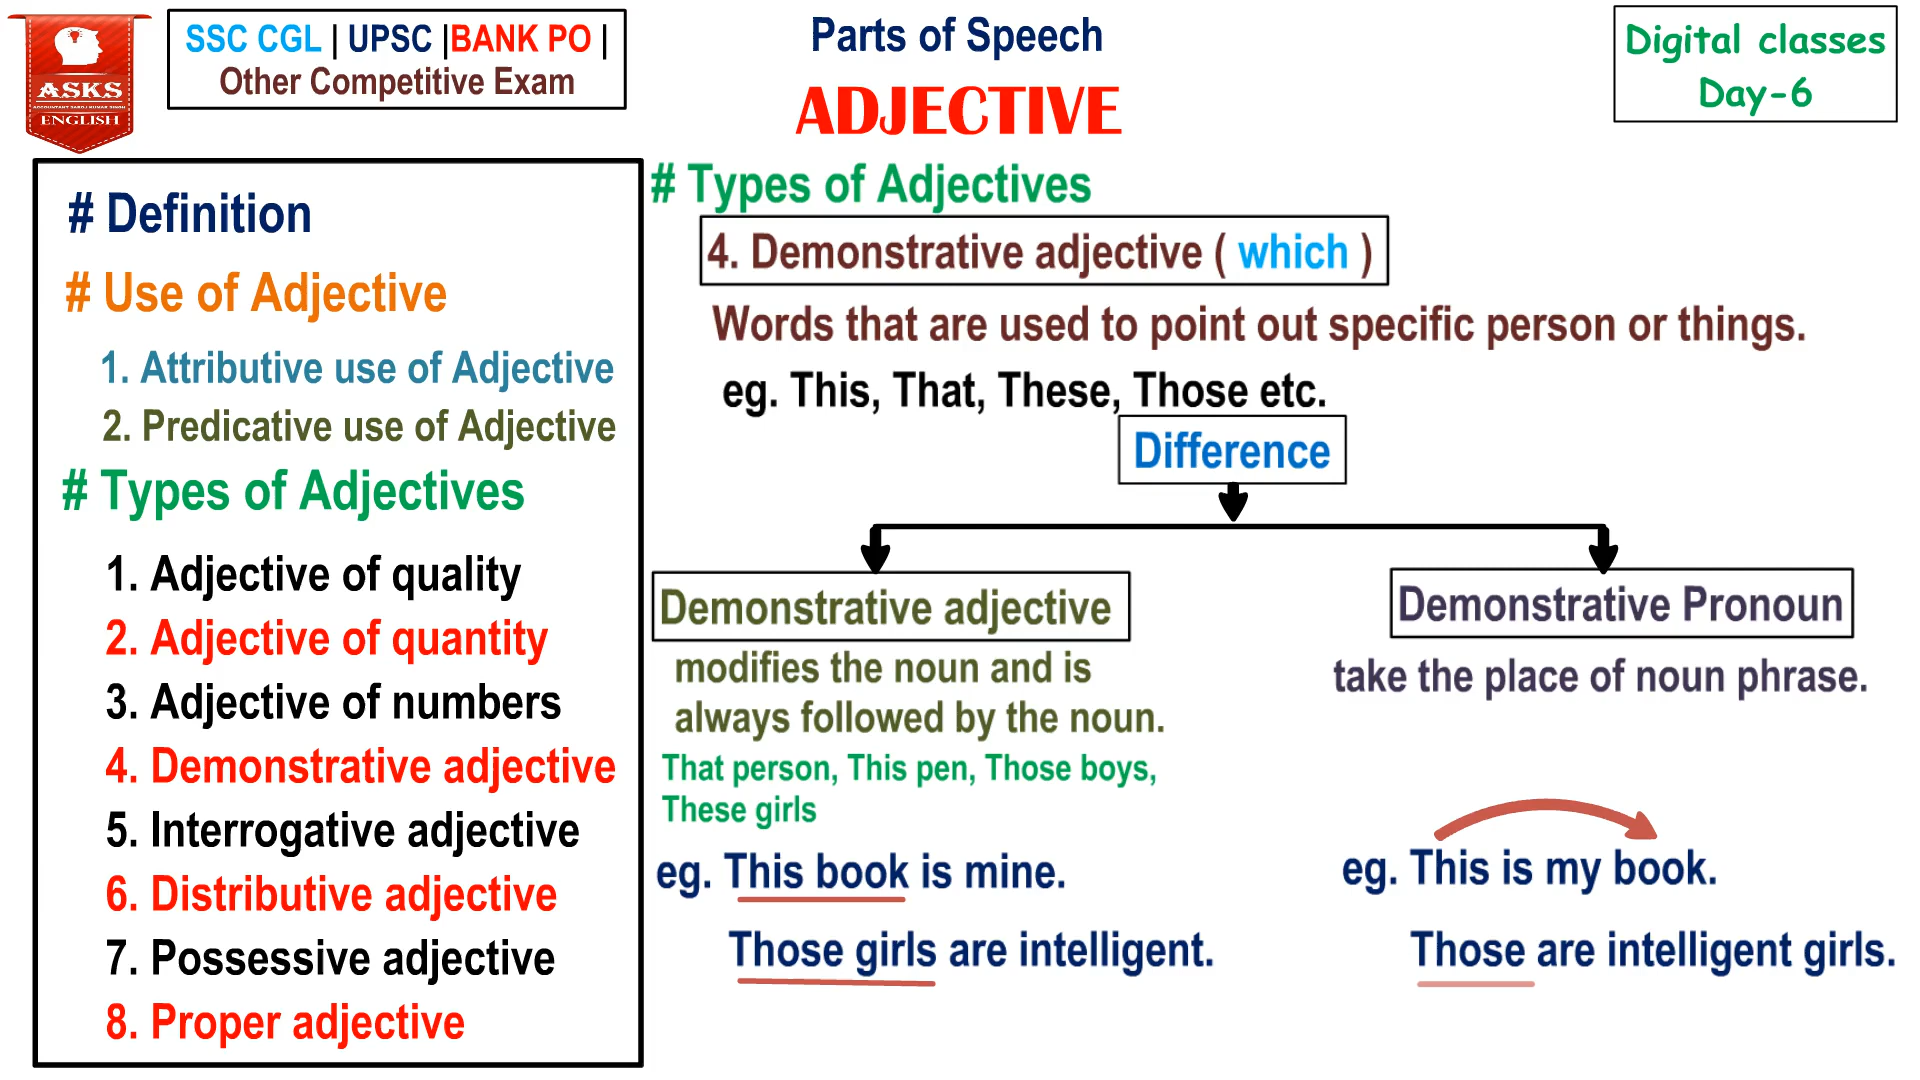 ASKS
ACCOUNTANT SAROJ KUMAR SINGH
ENGLISH
SSC CGL | UPSC |BANK PO |
Other Competitive Exam
Parts of Speech
ADJECTIVE
Digital classes
Day-6
# Definition
# Use of Adjective
1. Attributive use of Adjective
2. Predicative use of Adjective
# Types of Adjectives
1. Adjective of quality
2. Adjective of quantity
3. Adjective of numbers
4. Demonstrative adjective
5. Interrogative adjective
6. Distributive adjective
7. Possessive adjective
8. Proper adjective
# Types of Adjectives
4. Demonstrative adjective ( which )
Words that are used to point out specific person or things.
eg. This, That, These, Those etc.
Difference
Demonstrative adjective
modifies the noun and is
always followed by the noun.
That person, This pen, Those boys,
These girls
eg. This book is mine.
Those girls are intelligent.
Demonstrative Pronoun
take the place of noun phrase.
eg. This is my book.
Those are intelligent girls.